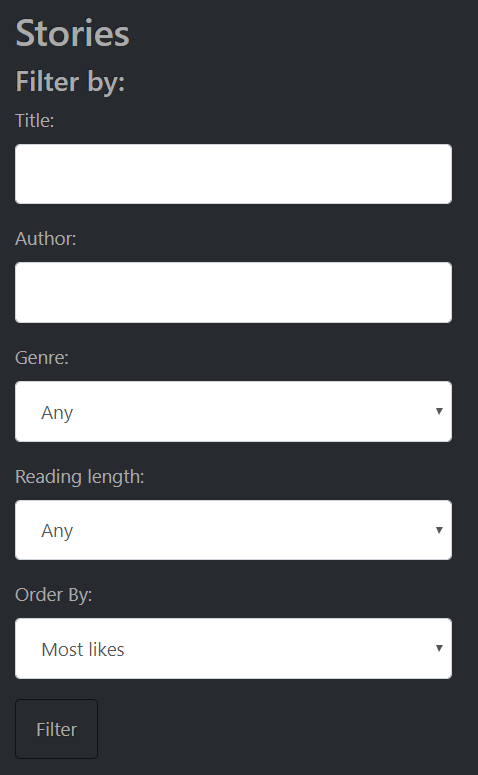 Stories
Filter by:
Title:
Author:
Genre:
Any
Reading length:
Any
Order By:
Most likes
Filter